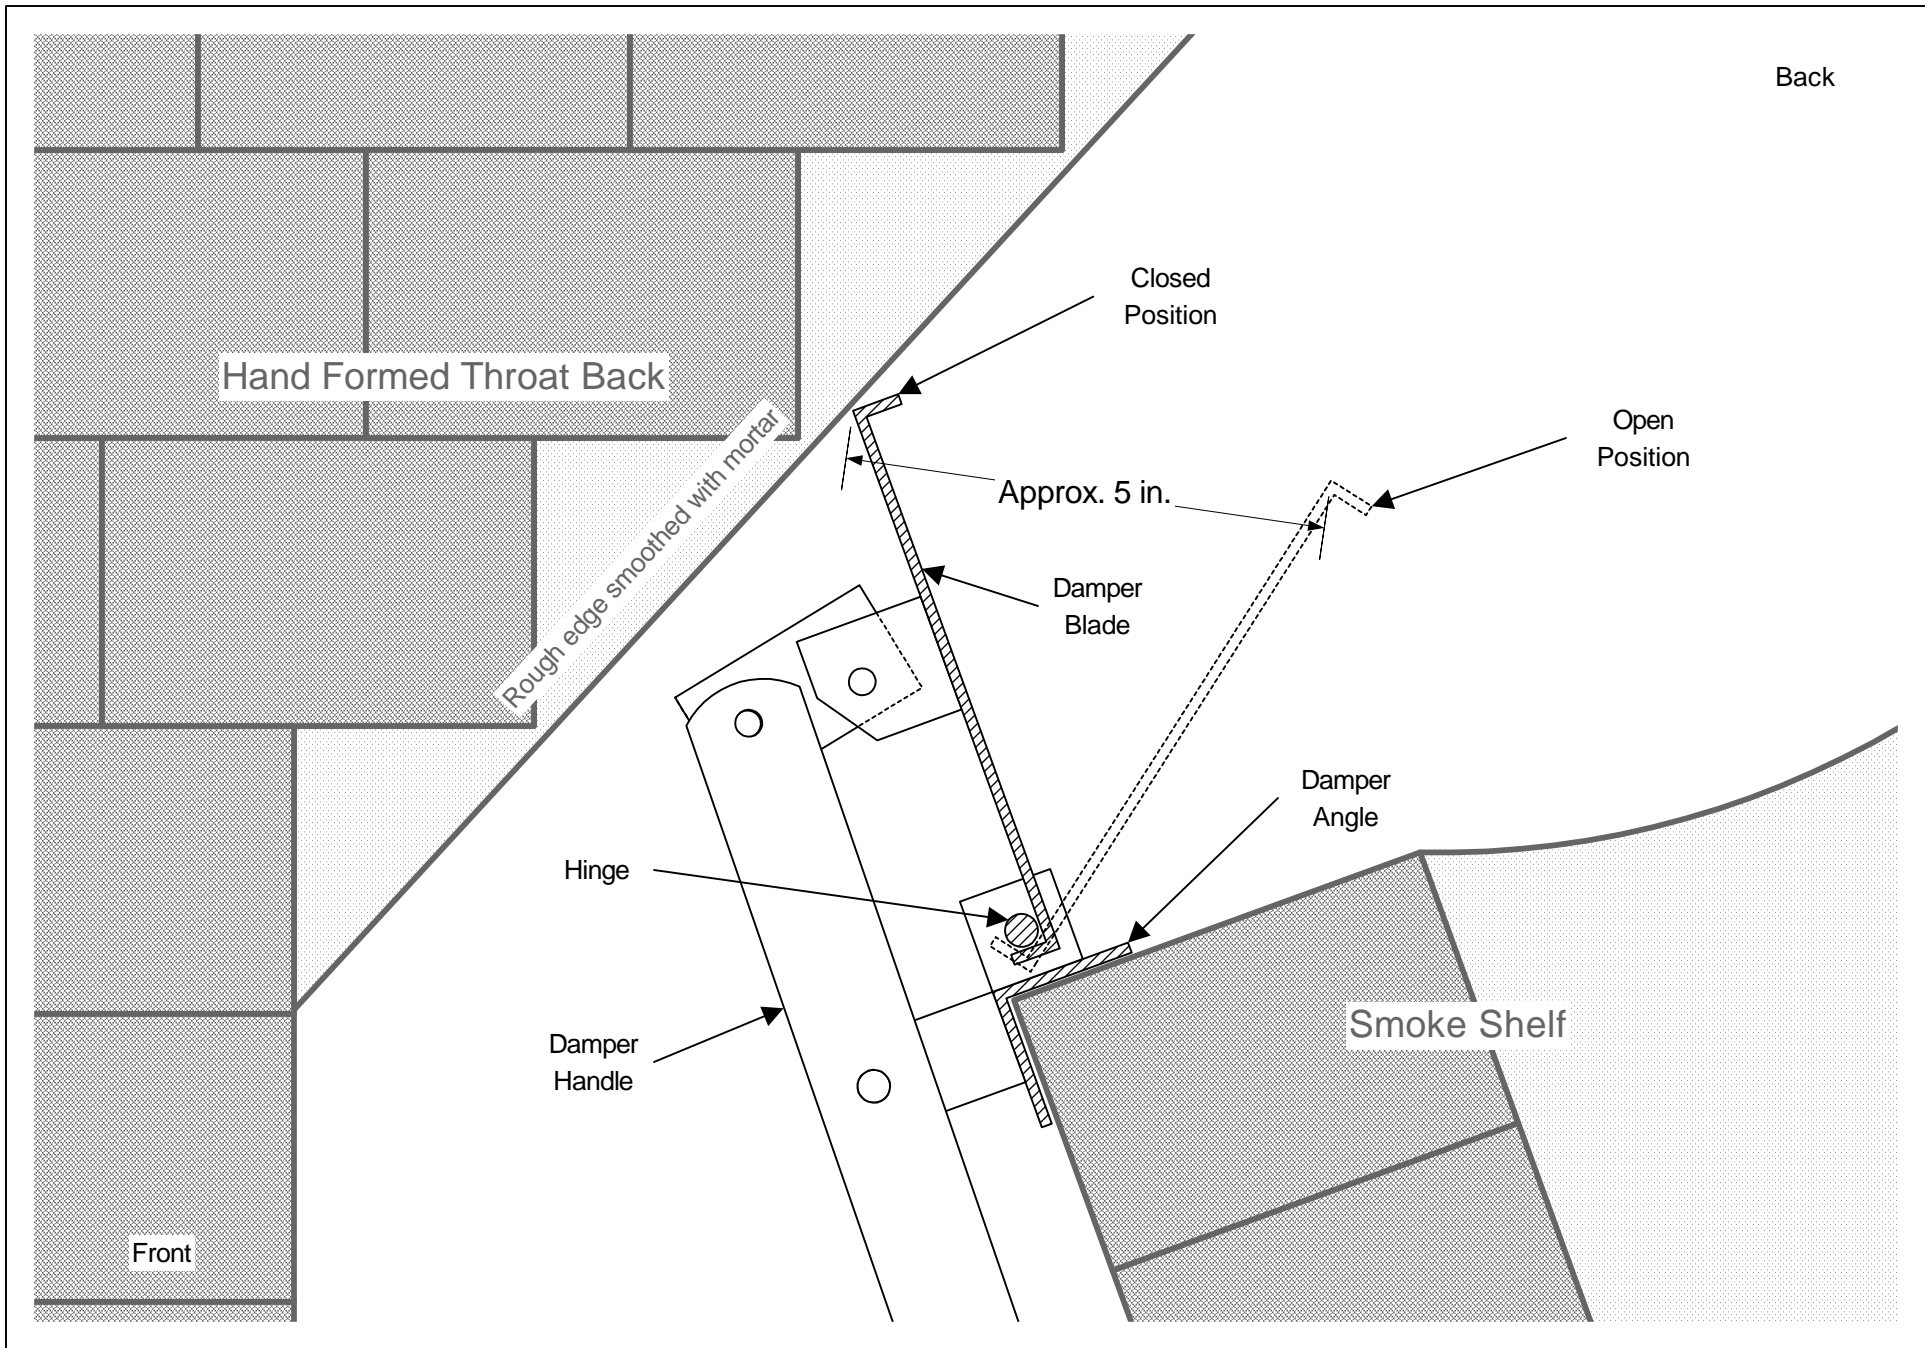 Back
Closed
Position
Hand Formed Throat Back
Open
Position
Rough edge smoothed with mortar
Approx. 5 in.
Damper
Blade
Damper
Angle
Hinge
Smoke Shelf
Damper
Handle
Front